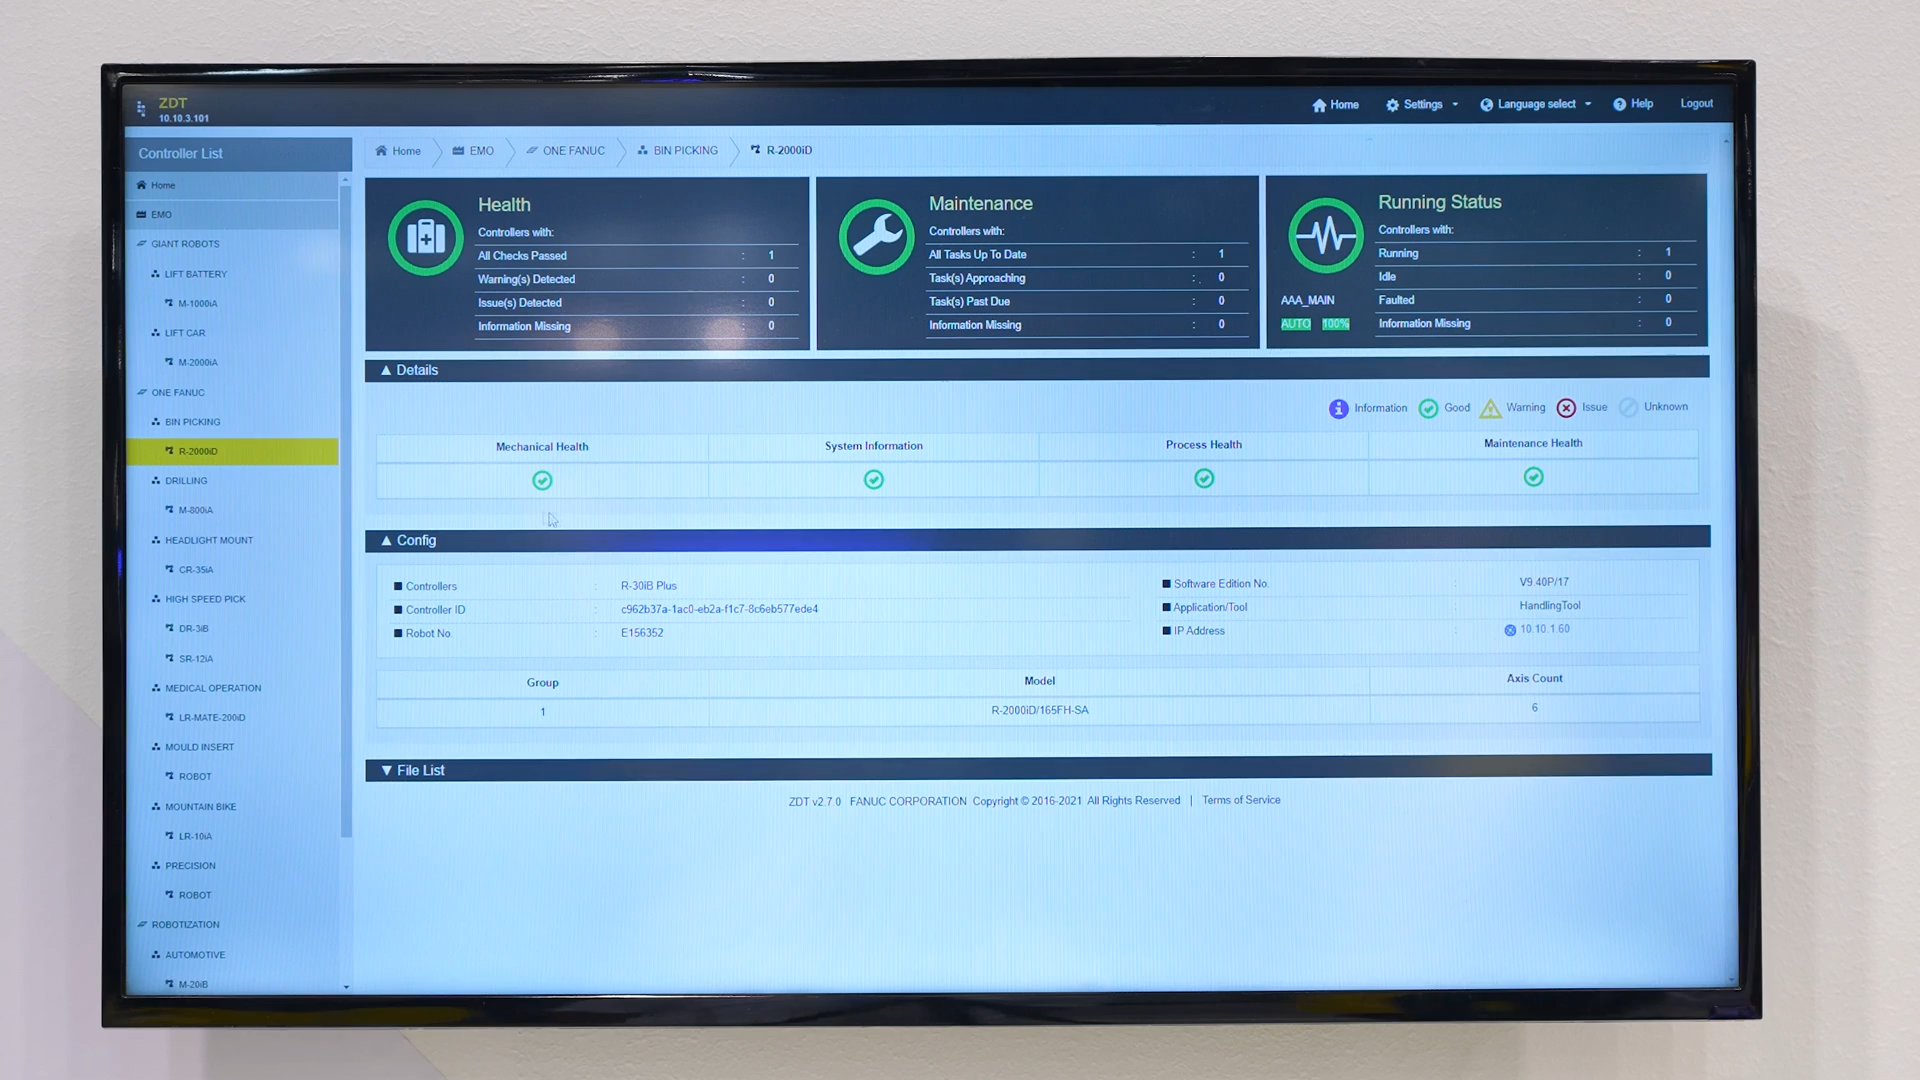 ZDT
10.10.3.101
Home
Settings
Language select
Help
Logout
Controller List
Home
EMO
GIANT ROBOTS
LIFT BATTERY
M-1000iA
LIFT CAR
M-2000iA
ONE FANUC
BIN PICKING
R-2000iD
DRILLING
M-800iA
HEADLIGHT MOUNT
CR-35iA
HIGH SPEED PICK
DR-3iB
SR-12iA
MEDICAL OPERATION
LR-MATE-200iD
MOULD INSERT
ROBOT
MOUNTAIN BIKE
LR-10iA
PRECISION
ROBOT
ROBOTIZATION
AUTOMOTIVE
M-20iB
Home EMO ONE FANUC BIN PICKING R-2000iD
Health
Controllers with:
All Checks Passed : 1
Warning(s) Detected : 0
Issue(s) Detected : 0
Information Missing : 0
Maintenance
Controllers with:
All Tasks Up To Date : 1
Task(s) Approaching : 0
Task(s) Past Due : 0
Information Missing : 0
Running Status
Controllers with:
Running : 1
Idle : 0
AAA_MAIN
Faulted : 0
AUTO 100%
Information Missing : 0
▲ Details
Information Good Warning Issue Unknown
Mechanical Health System Information Process Health Maintenance Health
▲ Config
Controllers : R-30iB Plus
Controller ID : c962b37a-1ac0-eb2a-f1c7-8c6eb577ede4
Robot No. : E156352
Software Edition No. : V9.40P/17
Application/Tool : HandlingTool
IP Address : 10.10.1.60
Group Model Axis Count
1 R-2000iD/165FH-SA 6
▼ File List
ZDT v2.7.0 FANUC CORPORATION Copyright © 2016-2021 All Rights Reserved | Terms of Service